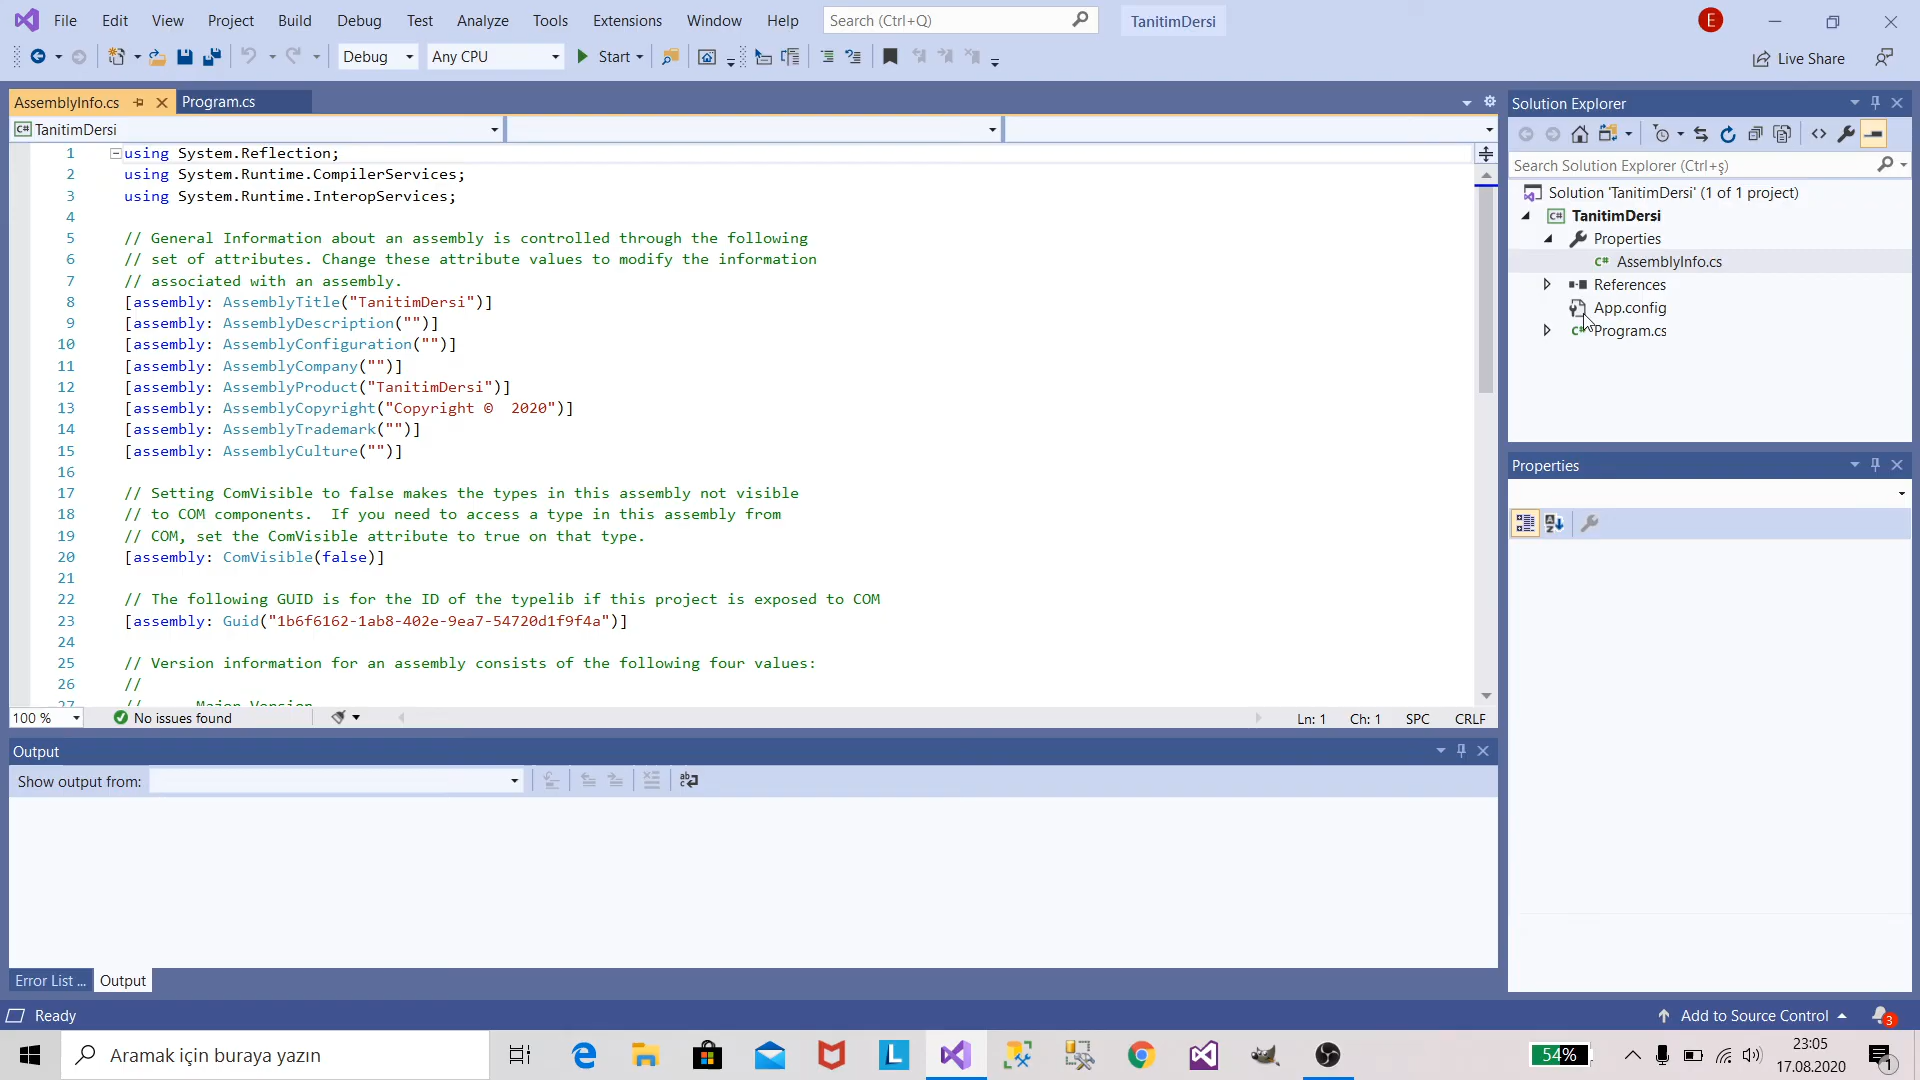 File Edit View Project Build Debug Test Analyze Tools Extensions Window Help Search (Ctrl+Q) TanitimDersi E
Debug Any CPU Start Live Share
AssemblyInfo.cs Program.cs
TanitimDersi
1 using System.Reflection;
2 using System.Runtime.CompilerServices;
3 using System.Runtime.InteropServices;
4
5 // General Information about an assembly is controlled through the following
6 // set of attributes. Change these attribute values to modify the information
7 // associated with an assembly.
8 [assembly: AssemblyTitle("TanitimDersi")]
9 [assembly: AssemblyDescription("")]
10 [assembly: AssemblyConfiguration("")]
11 [assembly: AssemblyCompany("")]
12 [assembly: AssemblyProduct("TanitimDersi")]
13 [assembly: AssemblyCopyright("Copyright ©  2020")]
14 [assembly: AssemblyTrademark("")]
15 [assembly: AssemblyCulture("")]
16
17 // Setting ComVisible to false makes the types in this assembly not visible
18 // to COM components.  If you need to access a type in this assembly from
19 // COM, set the ComVisible attribute to true on that type.
20 [assembly: ComVisible(false)]
21
22 // The following GUID is for the ID of the typelib if this project is exposed to COM
23 [assembly: Guid("1b6f6162-1ab8-402e-9ea7-54720d1f9f4a")]
24
25 // Version information for an assembly consists of the following four values:
26 //
27 // Major Version
100 % No issues found Ln: 1 Ch: 1 SPC CRLF
Output
Show output from:
Error List ... Output
Solution Explorer
Search Solution Explorer (Ctrl+ş)
Solution 'TanitimDersi' (1 of 1 project)
TanitimDersi
Properties
AssemblyInfo.cs
References
App.config
Program.cs
Properties
Ready Add to Source Control 3
Aramak için buraya yazın 54% 23:05
17.08.2020 1